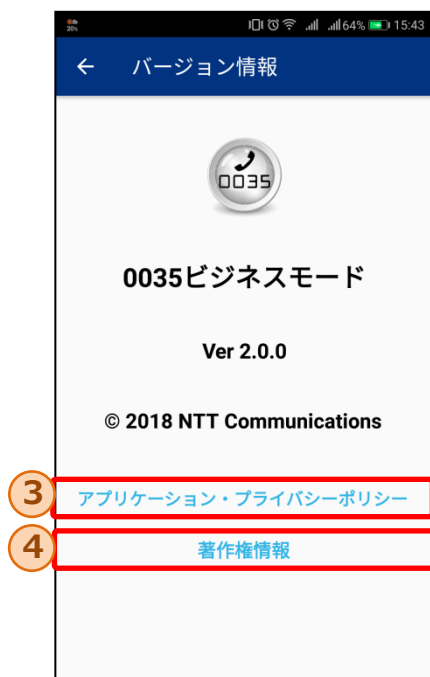 20%
64% 15:43
バージョン情報
0035
0035ビジネスモード
Ver 2.0.0
© 2018 NTT Communications
3 アプリケーション・プライバシーポリシー
4 著作権情報